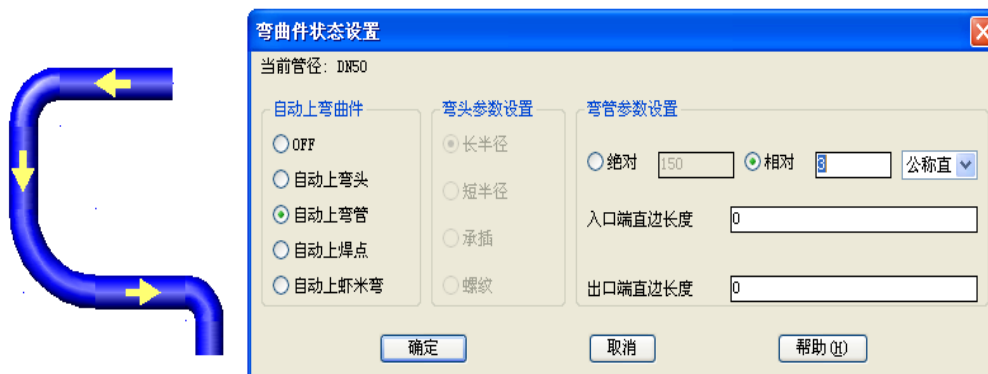 弯曲件状态设置
当前管径: DN50
自动上弯曲件
OFF
自动上弯头
自动上弯管
自动上焊点
自动上虾米弯
弯头参数设置
长半径
短半径
承插
螺纹
弯管参数设置
绝对 150 相对 3 公称直
入口端直边长度 0
出口端直边长度 0
确定 取消 帮助(H)